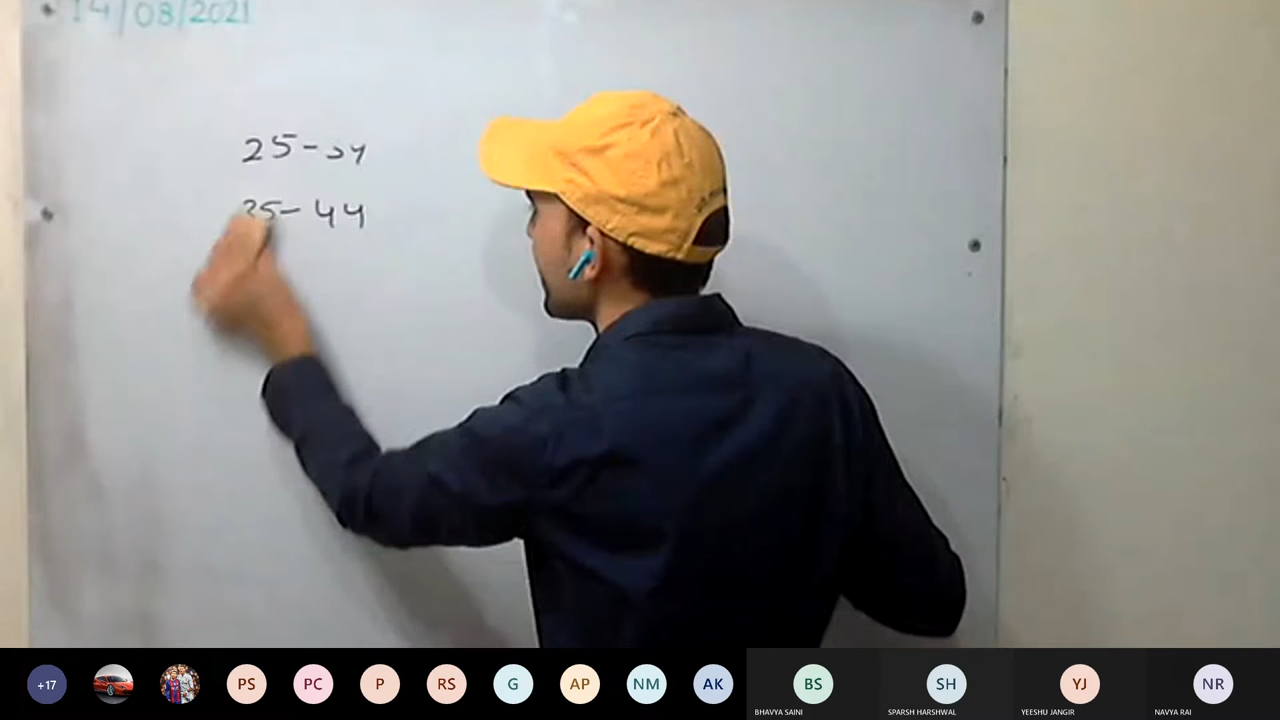 14/08/2021
25-34
35-44
+17
PS
PC
P
RS
G
AP
NM
AK
BS
SH
YJ
NR
BHAVYA SAINI
SPARSH HARSHWAL
YEESHU JANGIR
NAVYA RAI